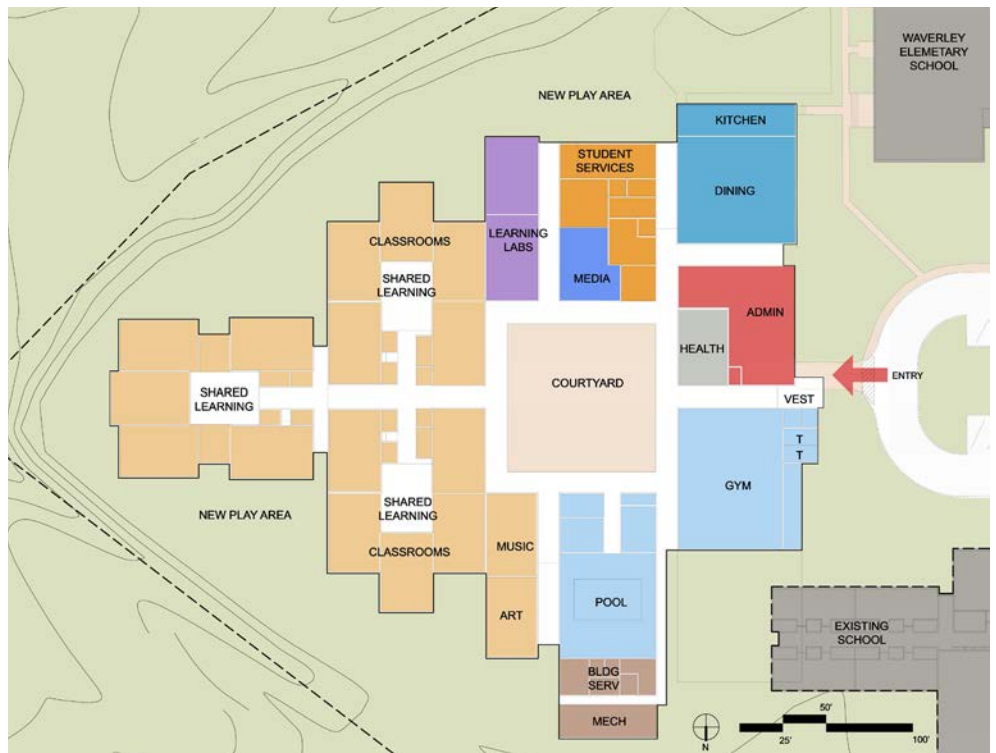 WAVERLEY
ELEMETARY
SCHOOL
NEW PLAY AREA
KITCHEN
STUDENT
SERVICES
DINING
LEARNING
LABS
CLASSROOMS
SHARED
LEARNING
MEDIA
ADMIN
HEALTH
ENTRY
COURTYARD
SHARED
LEARNING
VEST
T
T
GYM
SHARED
LEARNING
NEW PLAY AREA
CLASSROOMS
MUSIC
POOL
ART
EXISTING
SCHOOL
BLDG
SERV
MECH
N
50'
25'
100'